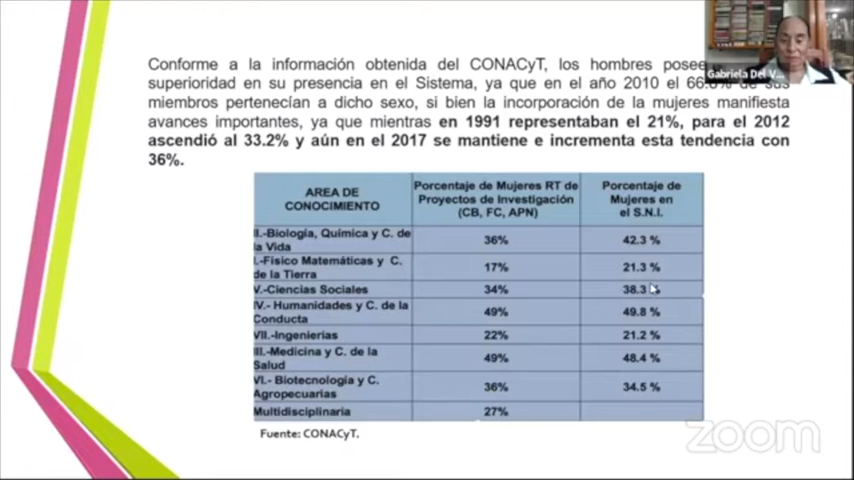 Conforme a la información obtenida del CONACyT, los hombres
superioridad en su presencia en el Sistema, ya que en el año 2010 el
miembros pertenecían a dicho sexo, si bien la incorporación de la mujeres manifiesta
avances importantes, ya que mientras en 1991 representaban el 21%, para el 2012
ascendió al 33.2% y aún en el 2017 se mantiene e incrementa esta tendencia con
36%.
Gabriela Del V...
AREA DE
CONOCIMIENTO
Porcentaje de Mujeres RT de
Proyectos de Investigación
(CB, FC, APN)
Porcentaje de
Mujeres en
el S.N.I.
II.-Biología, Química y C. de
la Vida
36%
42.3 %
I.-Físico Matemáticas y C.
de la Tierra
17%
21.3 %
V.-Ciencias Sociales
34%
38.3 %
IV.- Humanidades y C. de la
Conducta
49%
49.8 %
VII.-Ingenierías
22%
21.2 %
III.-Medicina y C. de la
Salud
49%
48.4 %
VI.- Biotecnología y C.
Agropecuarias
36%
34.5 %
Multidisciplinaria
27%
Fuente: CONACyT.
zoom